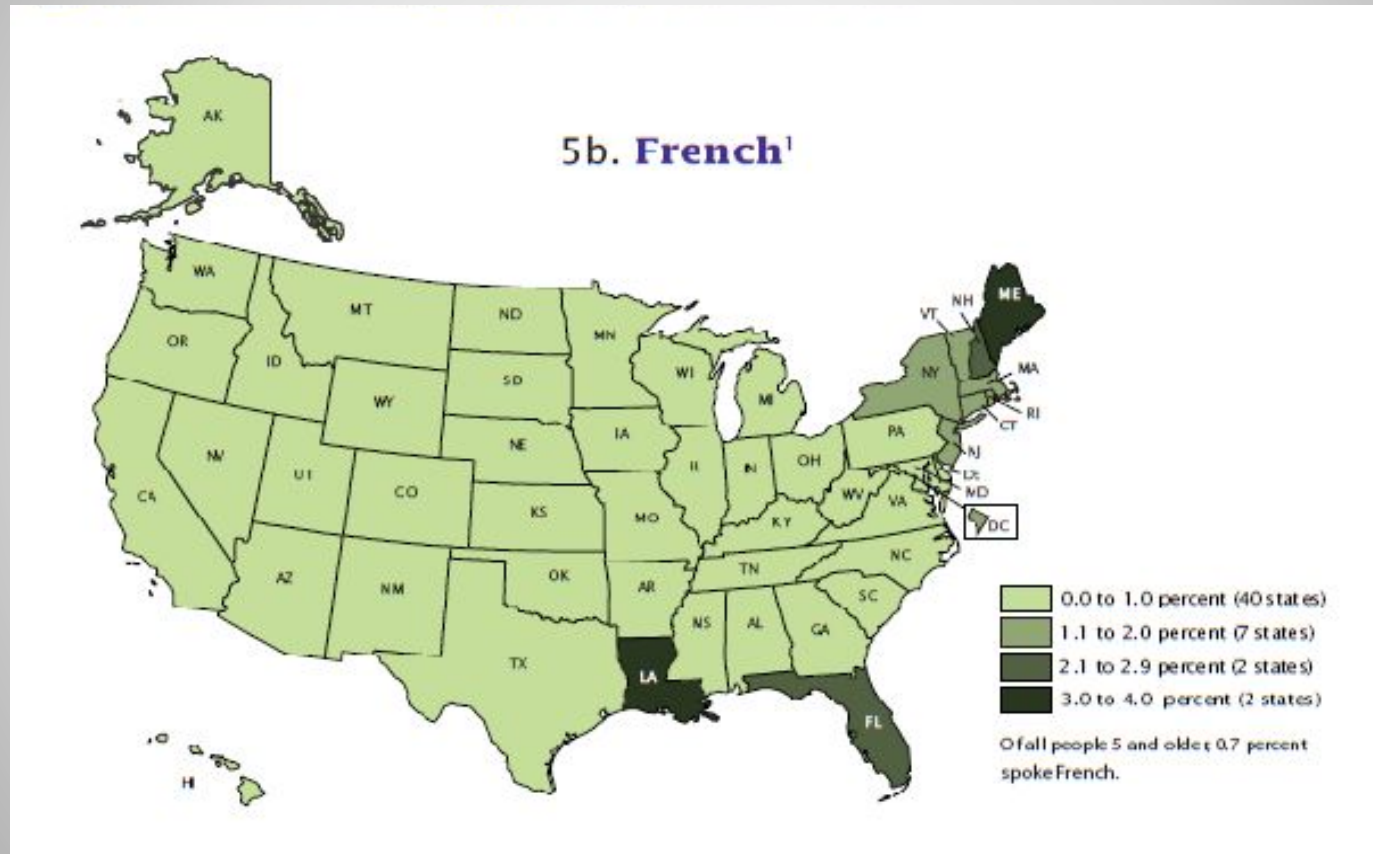 5b. French¹
AK
WA
OR
MT
ID
WY
ND
SD
NE
MN
WI
MI
IA
NV
UT
CA
CO
KS
MO
IL
IN
OH
PA
NY
VT
NH
ME
MA
RI
CT
NJ
DE
MD
DC
WV
VA
KY
TN
NC
SC
AZ
NM
OK
AR
TX
LA
MS
AL
GA
FL
HI
0.0 to 1.0 percent (40 states)
1.1 to 2.0 percent (7 states)
2.1 to 2.9 percent (2 states)
3.0 to 4.0 percent (2 states)
Of all people 5 and older, 0.7 percent
spoke French.